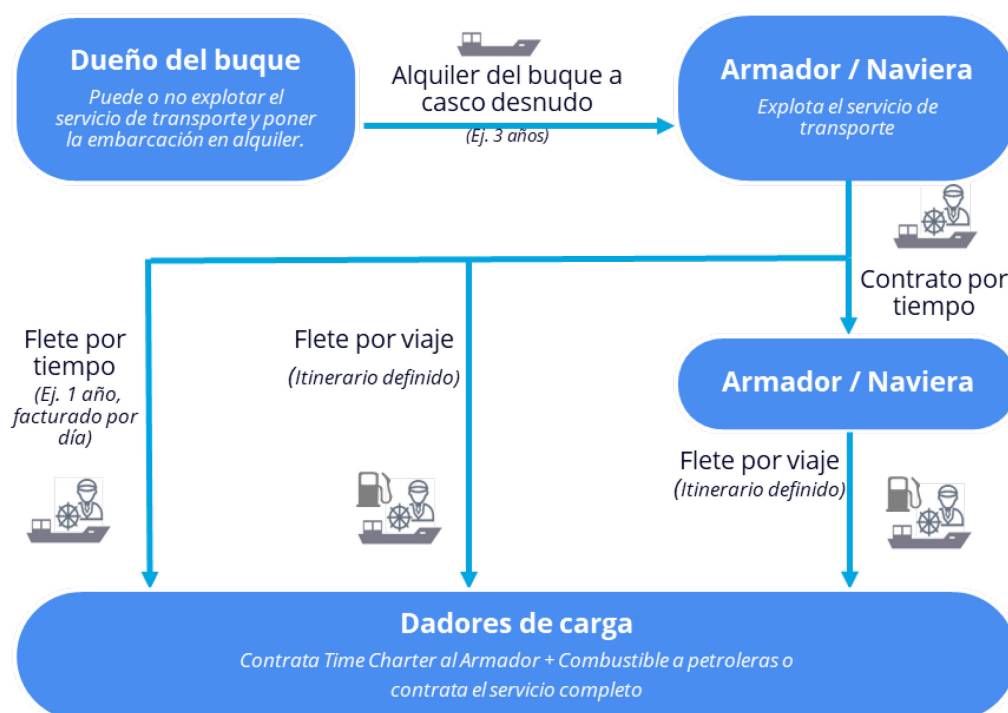 Dueño del buque
Puede o no explotar el
servicio de transporte y poner
la embarcación en alquiler.
Alquiler del buque a
casco desnudo
(Ej. 3 años)
Armador / Naviera
Explota el servicio de
transporte
Contrato por
tiempo
Flete por
tiempo
(Ej. 1 año,
facturado por
día)
Flete por viaje
(Itinerario definido)
Armador / Naviera
Flete por viaje
(Itinerario definido)
Dadores de carga
Contrata Time Charter al Armador + Combustible a petroleras o
contrata el servicio completo